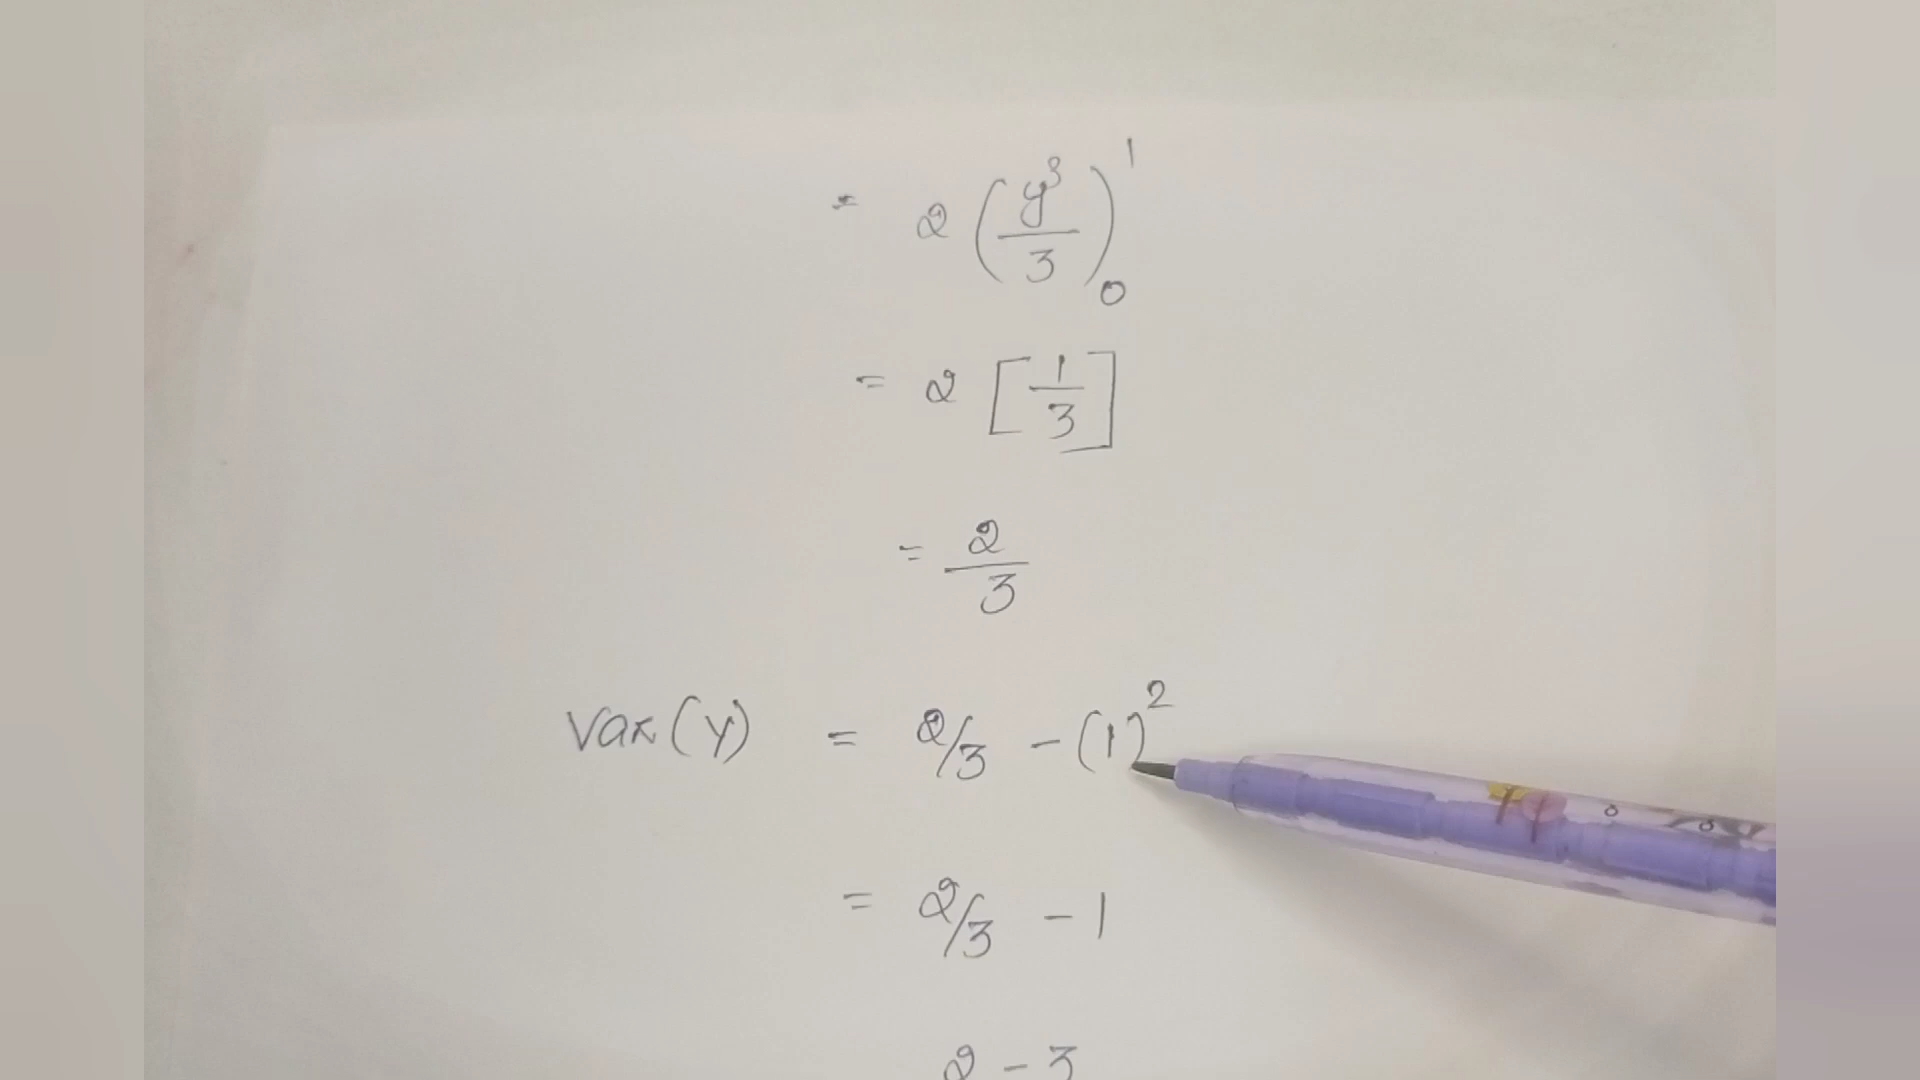 = 2 (y³/3)₀¹
= 2 [1/3]
= 2/3
Var(Y) = 2/3 - (1)²
= 2/3 - 1
2 - 3